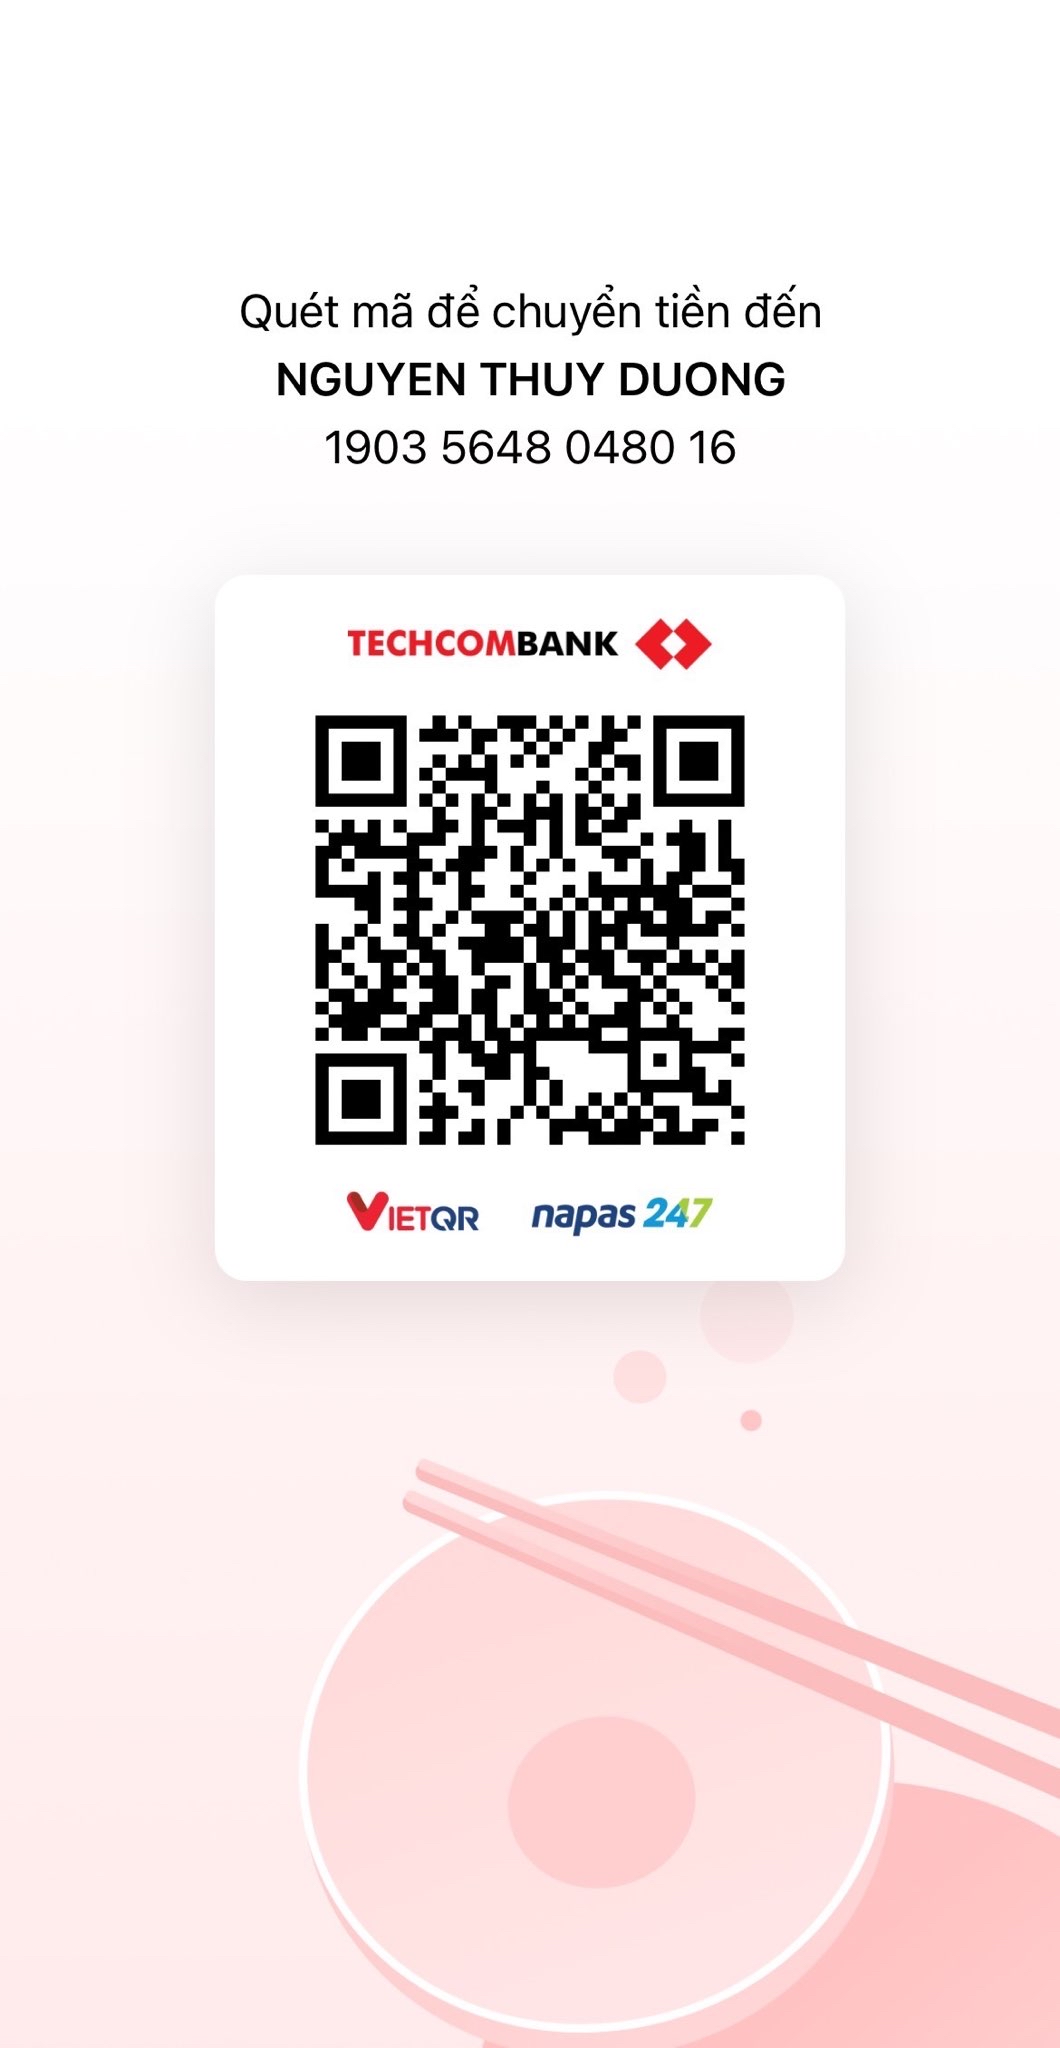 Quét mã để chuyển tiền đến
NGUYEN THUY DUONG
1903 5648 0480 16
TECHCOMBANK
VIETQR
napas 247